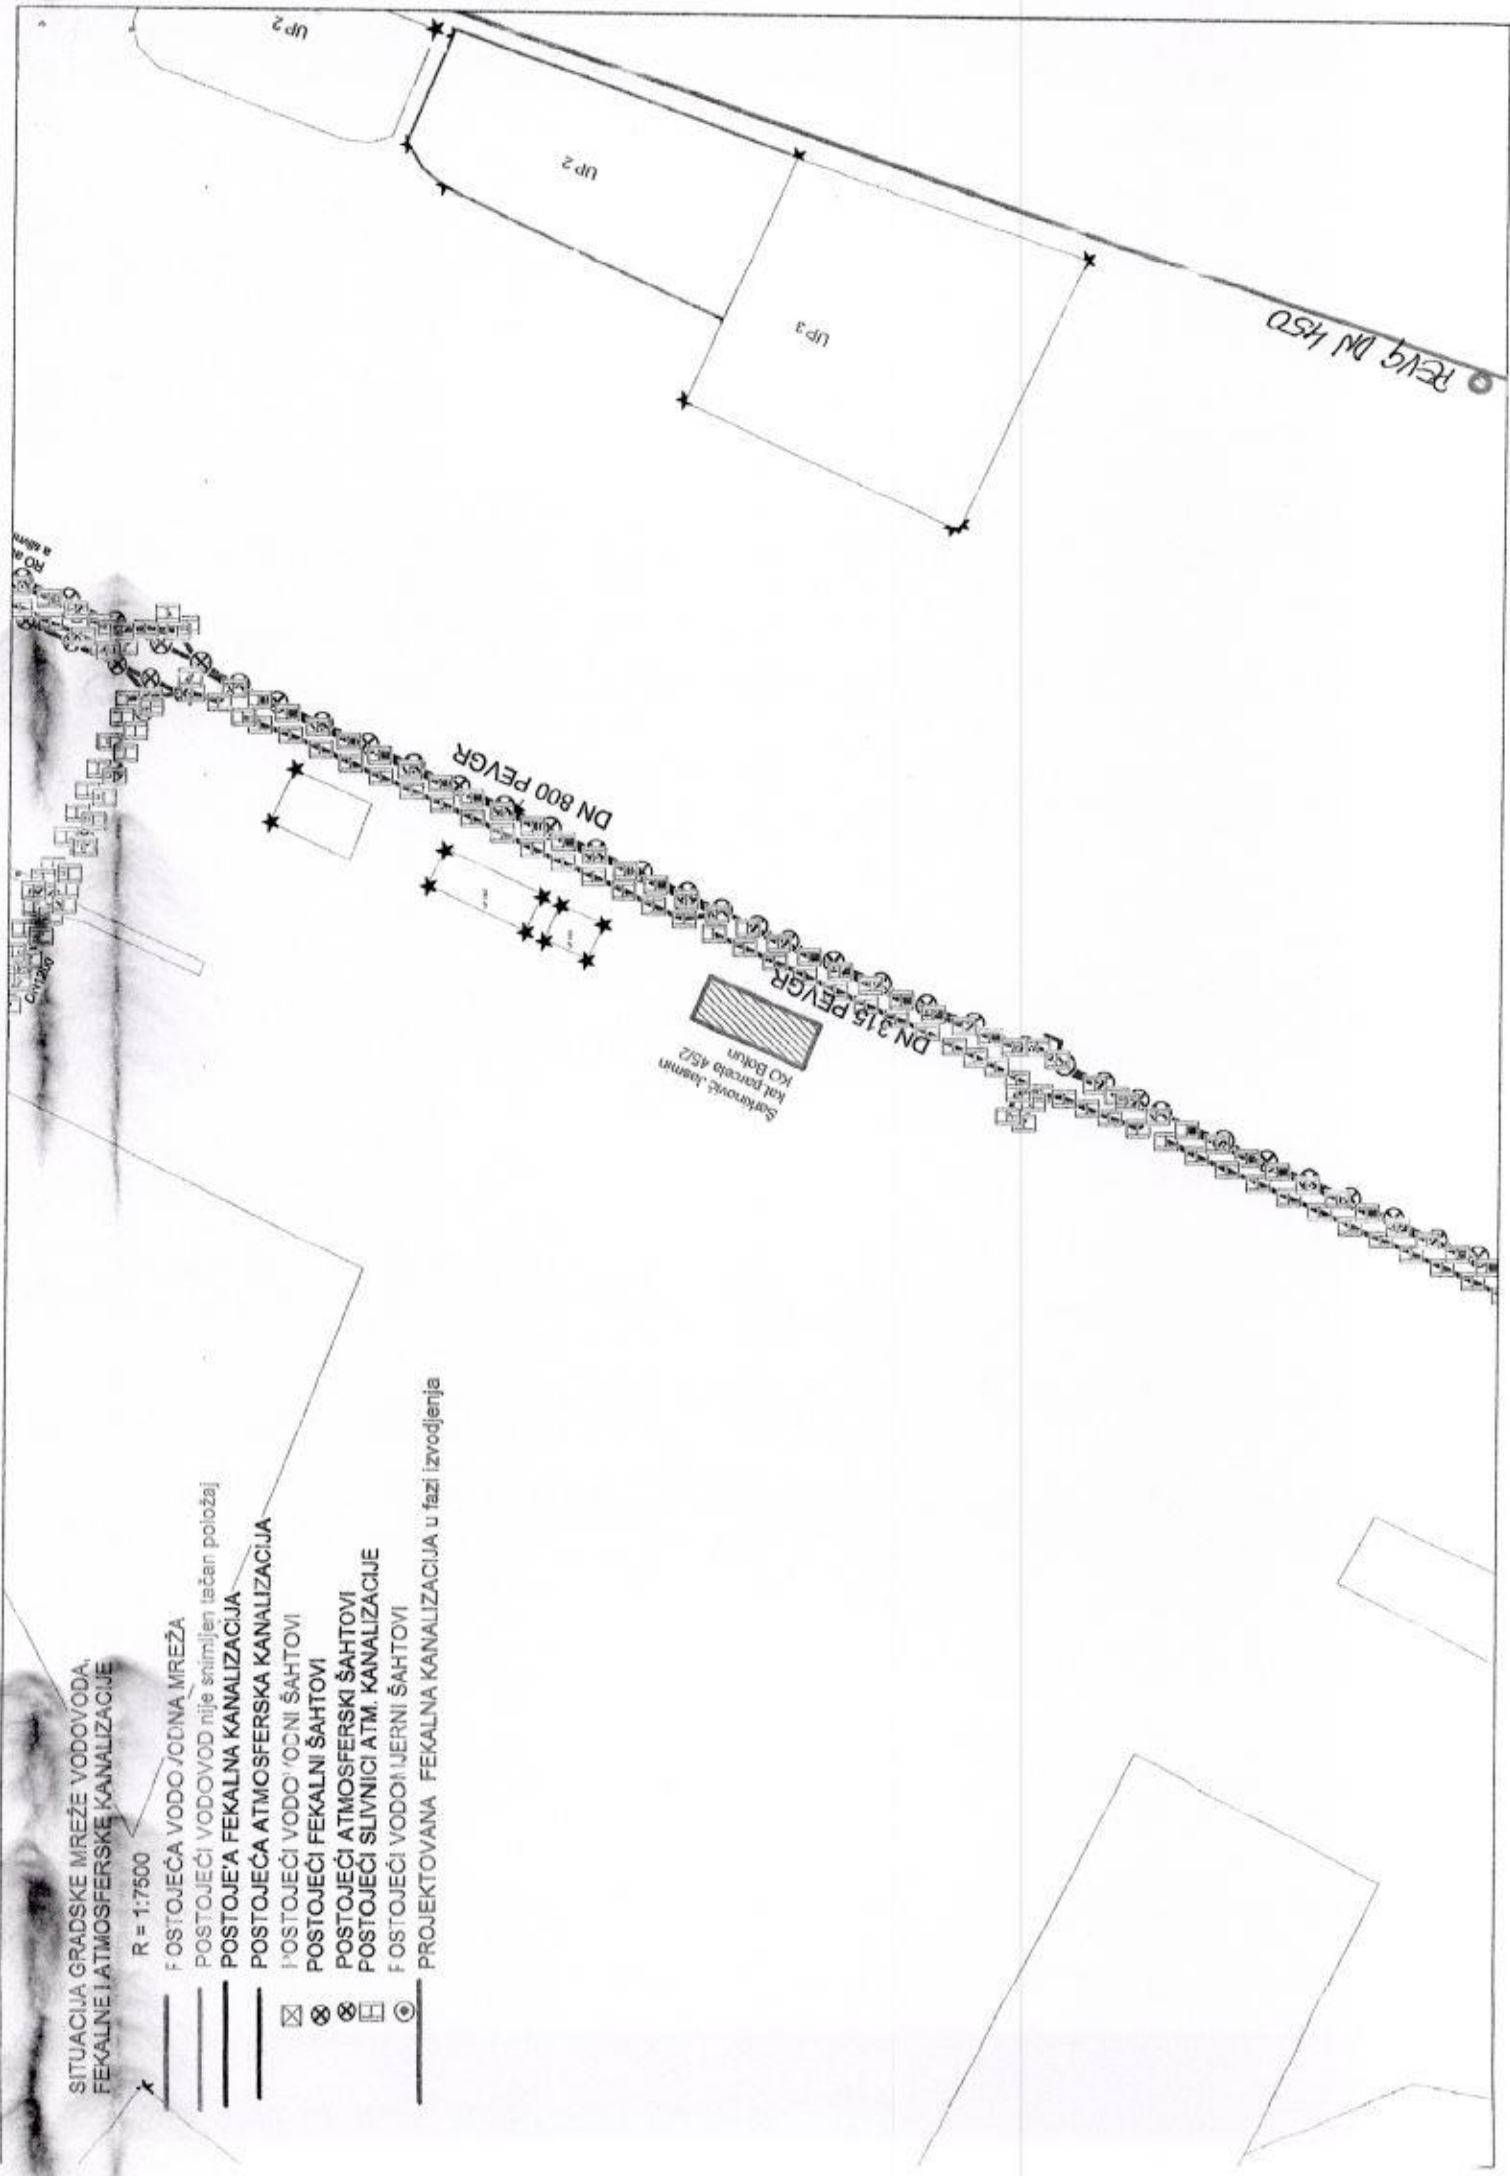 SITUACIJA GRADSKE MREŽE VODOVODA,
FEKALNE I ATMOSFERSKE KANALIZACIJE
R = 1:7500
POSTOJEĆA VODOVODNA MREŽA
POSTOJEĆI VODOVOD nije snimljen tačan položaj
POSTOJE'A FEKALNA KANALIZACIJA
POSTOJEĆA ATMOSFERSKA KANALIZACIJA
POSTOJEĆI VODOVODNI ŠAHTOVI
POSTOJEĆI FEKALNI ŠAHTOVI
POSTOJEĆI ATMOSFERSKI ŠAHTOVI
POSTOJEĆI SLIVNICI ATM. KANALIZACIJE
POSTOJEĆI VODOMJERNI ŠAHTOVI
PROJEKTOVANA FEKALNA KANALIZACIJA u fazi izvodjenja
UP 2
UP 2
UP 3
PEVG DN 450
DN 800 PEVGR
DN 315 PEVGR
Šarkinović Jasmin
kat.parcela 45/2
KO Botun